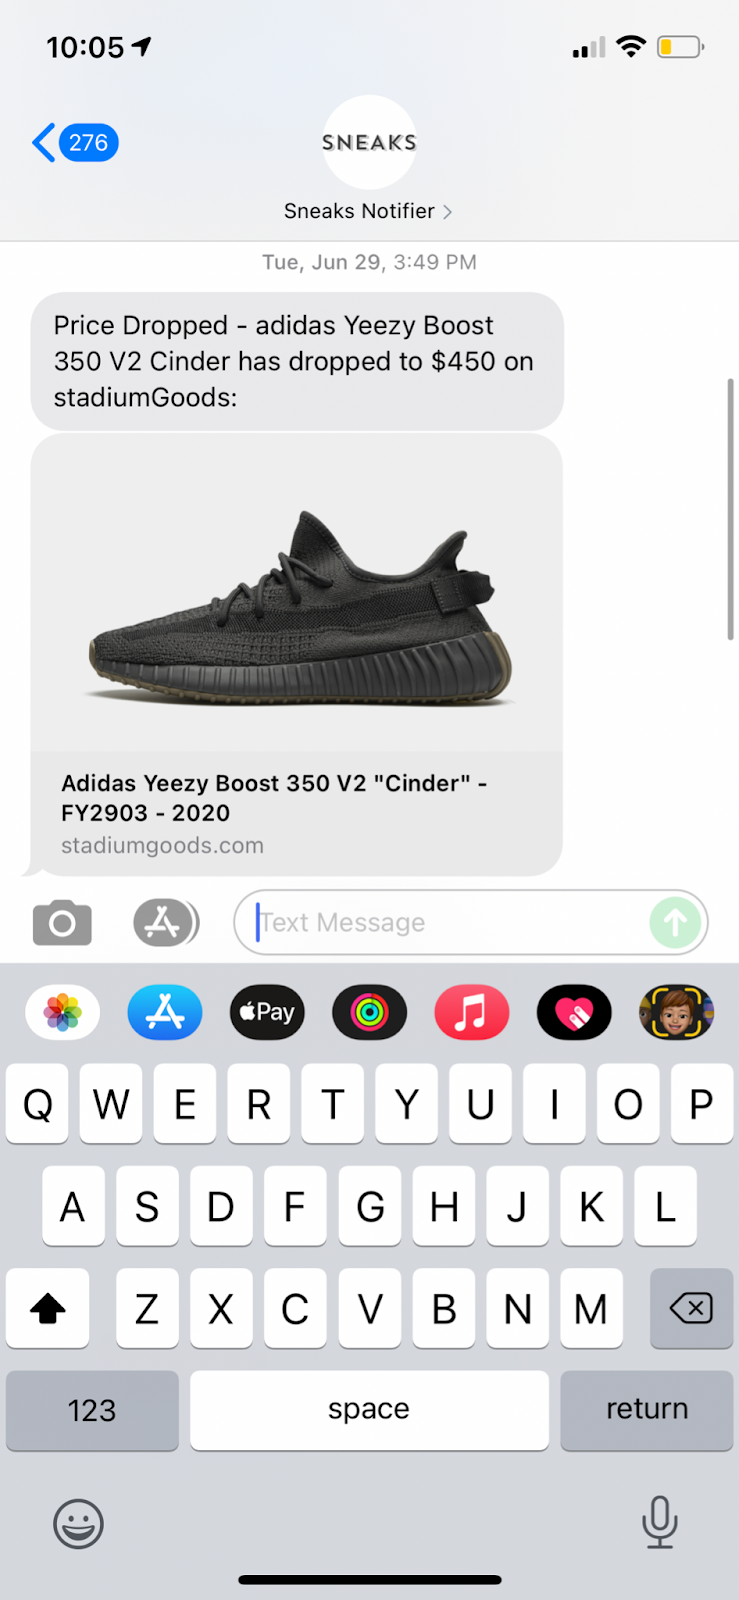 10:05
276
SNEAKS
Sneaks Notifier
Tue, Jun 29, 3:49 PM
Price Dropped - adidas Yeezy Boost
350 V2 Cinder has dropped to $450 on
stadiumGoods:
Adidas Yeezy Boost 350 V2 "Cinder" -
FY2903 - 2020
stadiumgoods.com
Text Message
Pay
Q W E R T Y U I O P
A S D F G H J K L
Z X C V B N M
123 space return